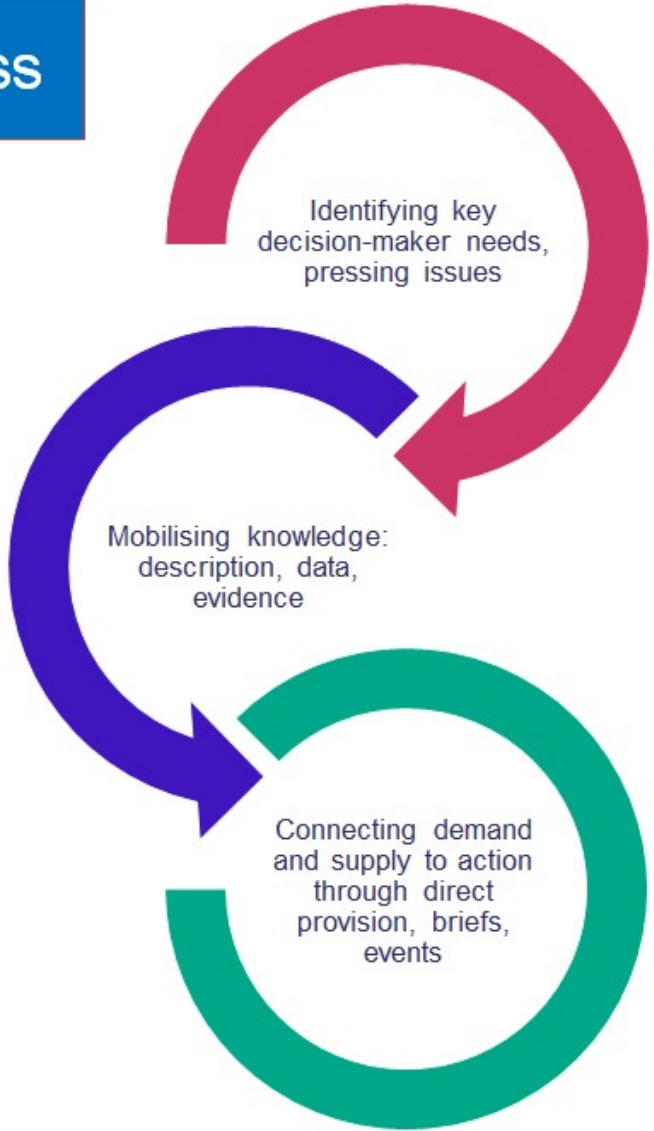 ss
Identifying key
decision-maker needs,
pressing issues
Mobilising knowledge:
description, data,
evidence
Connecting demand
and supply to action
through direct
provision, briefs,
events